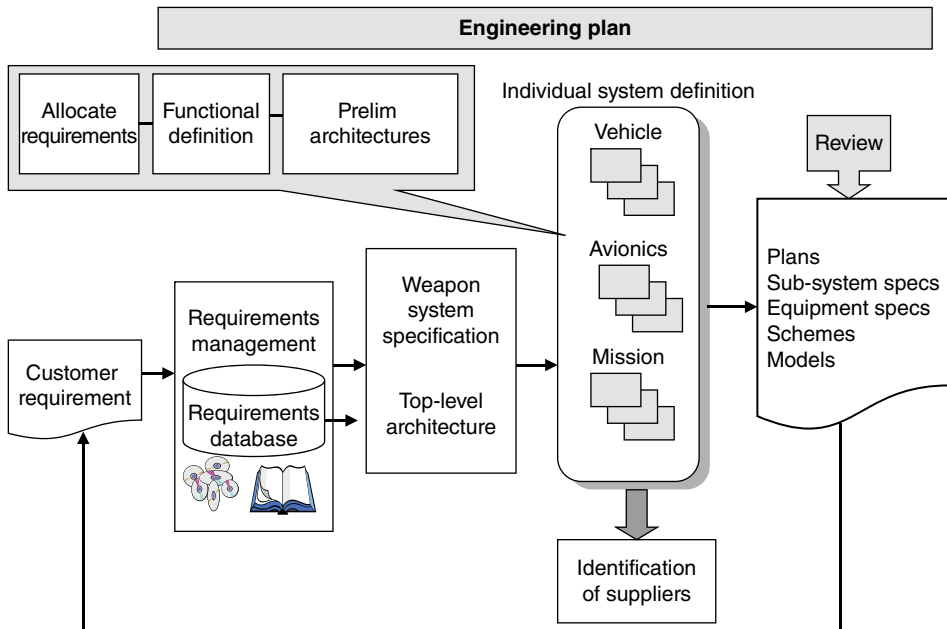 Engineering plan
Allocate
requirements
Functional
definition
Prelim
architectures
Individual system definition
Vehicle
Avionics
Mission
Review
Plans
Sub-system specs
Equipment specs
Schemes
Models
Customer
requirement
Requirements
management
Requirements
database
Weapon
system
specification
Top-level
architecture
Identification
of suppliers